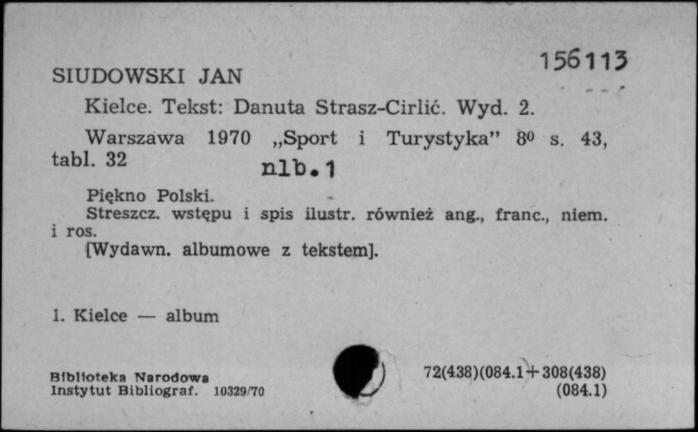 156113
SIUDOWSKI JAN
Kielce. Tekst: Danuta Strasz-Cirlić. Wyd. 2.
Warszawa 1970 „Sport i Turystyka” 8⁰ s. 43,
tabl. 32 nlb. 1
Piękno Polski.
Streszcz. wstępu i spis ilustr. również ang., franc., niem.
i ros.
[Wydawn. albumowe z tekstem].
1. Kielce — album
Biblioteka Narodowa
Instytut Bibliograf. 10329/70
72(438)(084.1)+308(438)
(084.1)